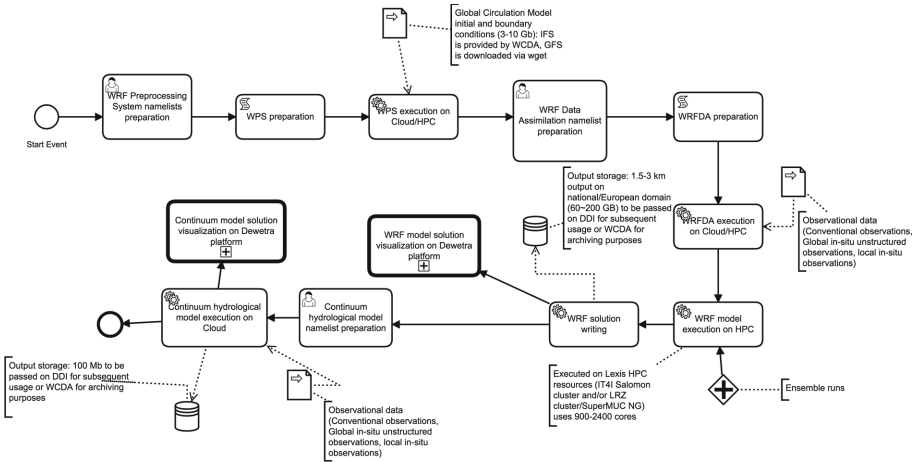 Global Circulation Model
initial and boundary
conditions (3-10 Gb): IFS
is provided by WCDA, GFS
is downloaded via wget
WRF Preprocessing
System namelists
preparation
WPS preparation
WPS execution on
Cloud/HPC
WRF Data
Assimilation namelist
preparation
WRFDA preparation
Start Event
Output storage: 1.5-3 km
output on
national/European domain
(60~200 GB) to be passed
on DDI for subsequent
usage or WCDA for
archiving purposes
WRFDA execution
on Cloud/HPC
Observational data
(Conventional observations,
Global in-situ unstructured
observations, local in-situ
observations)
Continuum model solution
visualization on Dewetra
platform
WRF model solution
visualization on Dewetra
platform
Continuum hydrological
model execution on
Cloud
Continuum
hydrological model
namelist preparation
WRF solution
writing
WRF model
execution on HPC
Output storage: 100 Mb to be
passed on DDI for subsequent
usage or WCDA for archiving
purposes
Observational data
(Conventional observations,
Global in-situ unstructured
observations, local in-situ
observations)
Executed on Lexis HPC
resources (IT4I Salomon
cluster and/or LRZ
cluster/SuperMUC NG)
uses 900-2400 cores
Ensemble runs